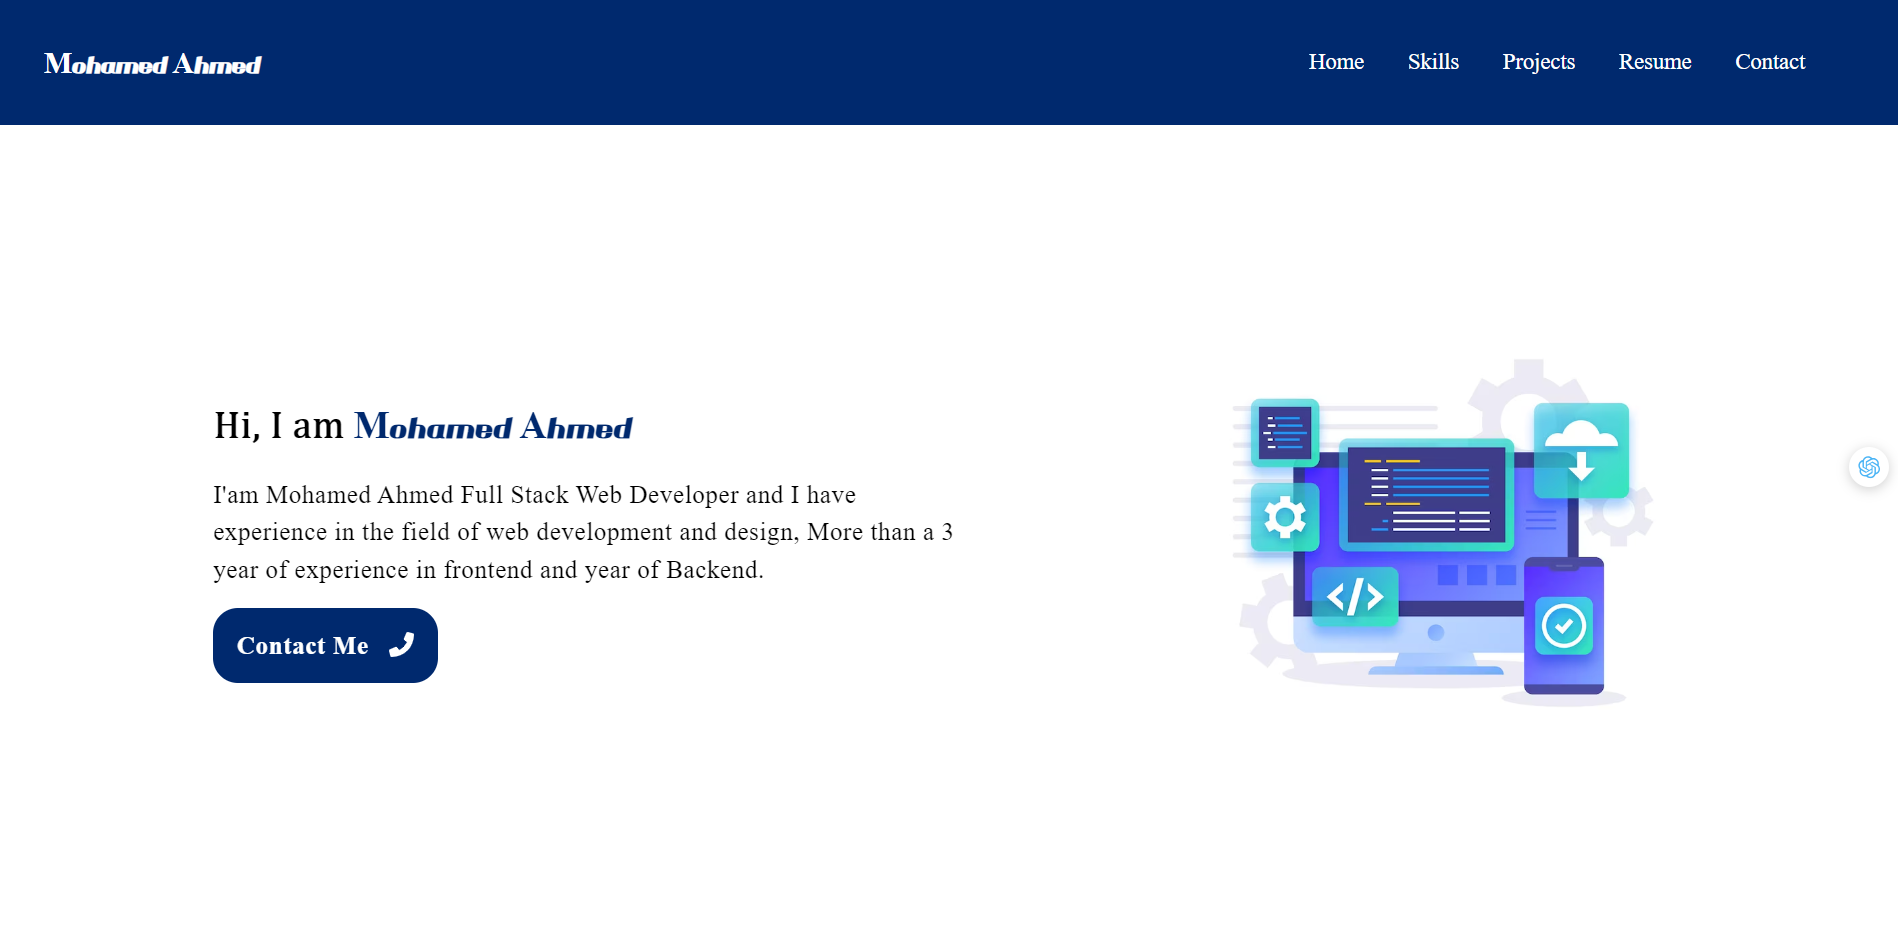 Mohamed Ahmed
Home Skills Projects Resume Contact
Hi, I am Mohamed Ahmed
I'am Mohamed Ahmed Full Stack Web Developer and I have
experience in the field of web development and design, More than a 3
year of experience in frontend and year of Backend.
Contact Me